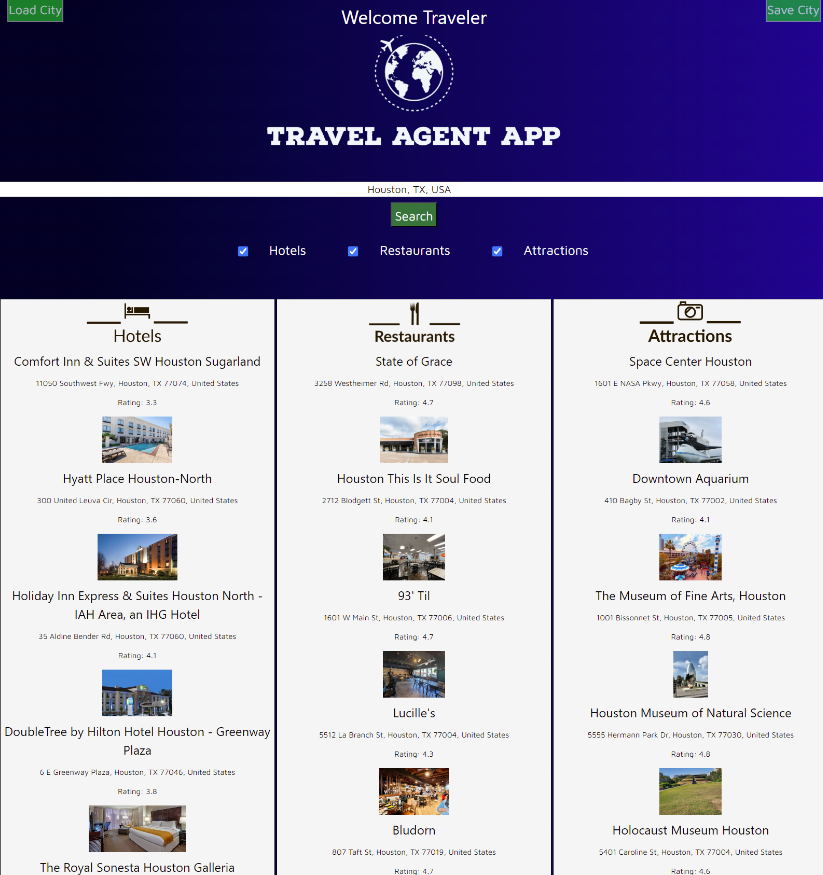 Load City
Welcome Traveler
Save City
TRAVEL AGENT APP
Houston, TX, USA
Search
Hotels
Restaurants
Attractions
Hotels
Comfort Inn & Suites SW Houston Sugarland
11050 Southwest Fwy, Houston, TX 77074, United States
Rating: 3.3
Hyatt Place Houston-North
300 United Leuva Cir, Houston, TX 77060, United States
Rating: 3.6
Holiday Inn Express & Suites Houston North -
IAH Area, an IHG Hotel
35 Aldine Bender Rd, Houston, TX 77060, United States
Rating: 4.1
DoubleTree by Hilton Hotel Houston - Greenway
Plaza
6 E Greenway Plaza, Houston, TX 77046, United States
Rating: 3.8
The Royal Sonesta Houston Galleria
Restaurants
State of Grace
3258 Westheimer Rd, Houston, TX 77098, United States
Rating: 4.7
Houston This Is It Soul Food
2712 Blodgett St, Houston, TX 77004, United States
Rating: 4.1
93' Til
1601 W Main St, Houston, TX 77006, United States
Rating: 4.7
Lucille's
5512 La Branch St, Houston, TX 77004, United States
Rating: 4.3
Bludorn
807 Taft St, Houston, TX 77019, United States
Rating: 4.7
Attractions
Space Center Houston
1601 E NASA Pkwy, Houston, TX 77058, United States
Rating: 4.6
Downtown Aquarium
410 Bagby St, Houston, TX 77002, United States
Rating: 4.1
The Museum of Fine Arts, Houston
1001 Bissonnet St, Houston, TX 77005, United States
Rating: 4.8
Houston Museum of Natural Science
5555 Hermann Park Dr, Houston, TX 77030, United States
Rating: 4.8
Holocaust Museum Houston
5401 Caroline St, Houston, TX 77004, United States
Rating: 4.6